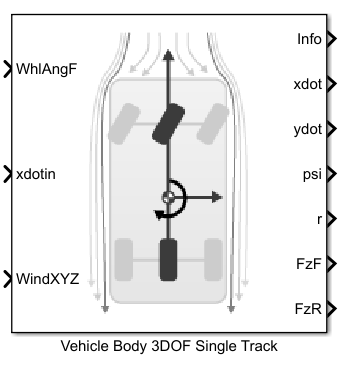 Info
WhlAngF
xdot
ydot
xdotin
psi
r
FzF
WindXYZ
FzR
Vehicle Body 3DOF Single Track